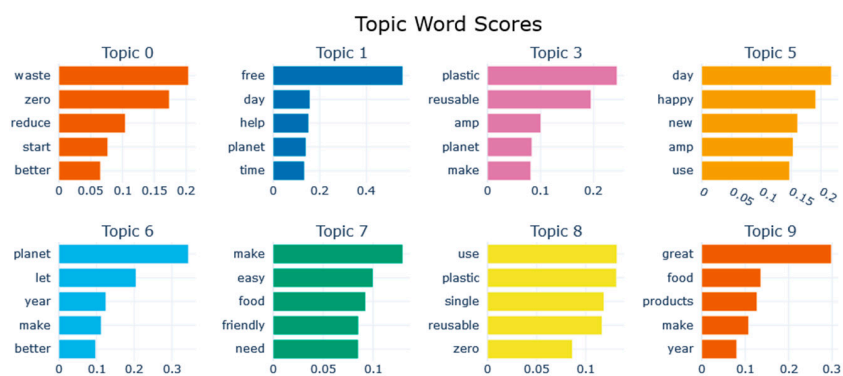 Topic Word Scores
Topic 0
waste
zero
reduce
start
better
0 0.05 0.1 0.15 0.2
Topic 1
free
day
help
planet
time
0 0.2 0.4
Topic 3
plastic
reusable
amp
planet
make
0 0.1 0.2
Topic 5
day
happy
new
amp
use
0 0.05 0.1 0.15 0.2
Topic 6
planet
let
year
make
better
0 0.1 0.2 0.3
Topic 7
make
easy
food
friendly
need
0 0.05 0.1
Topic 8
use
plastic
single
reusable
zero
0 0.05 0.1
Topic 9
great
food
products
make
year
0 0.1 0.2 0.3